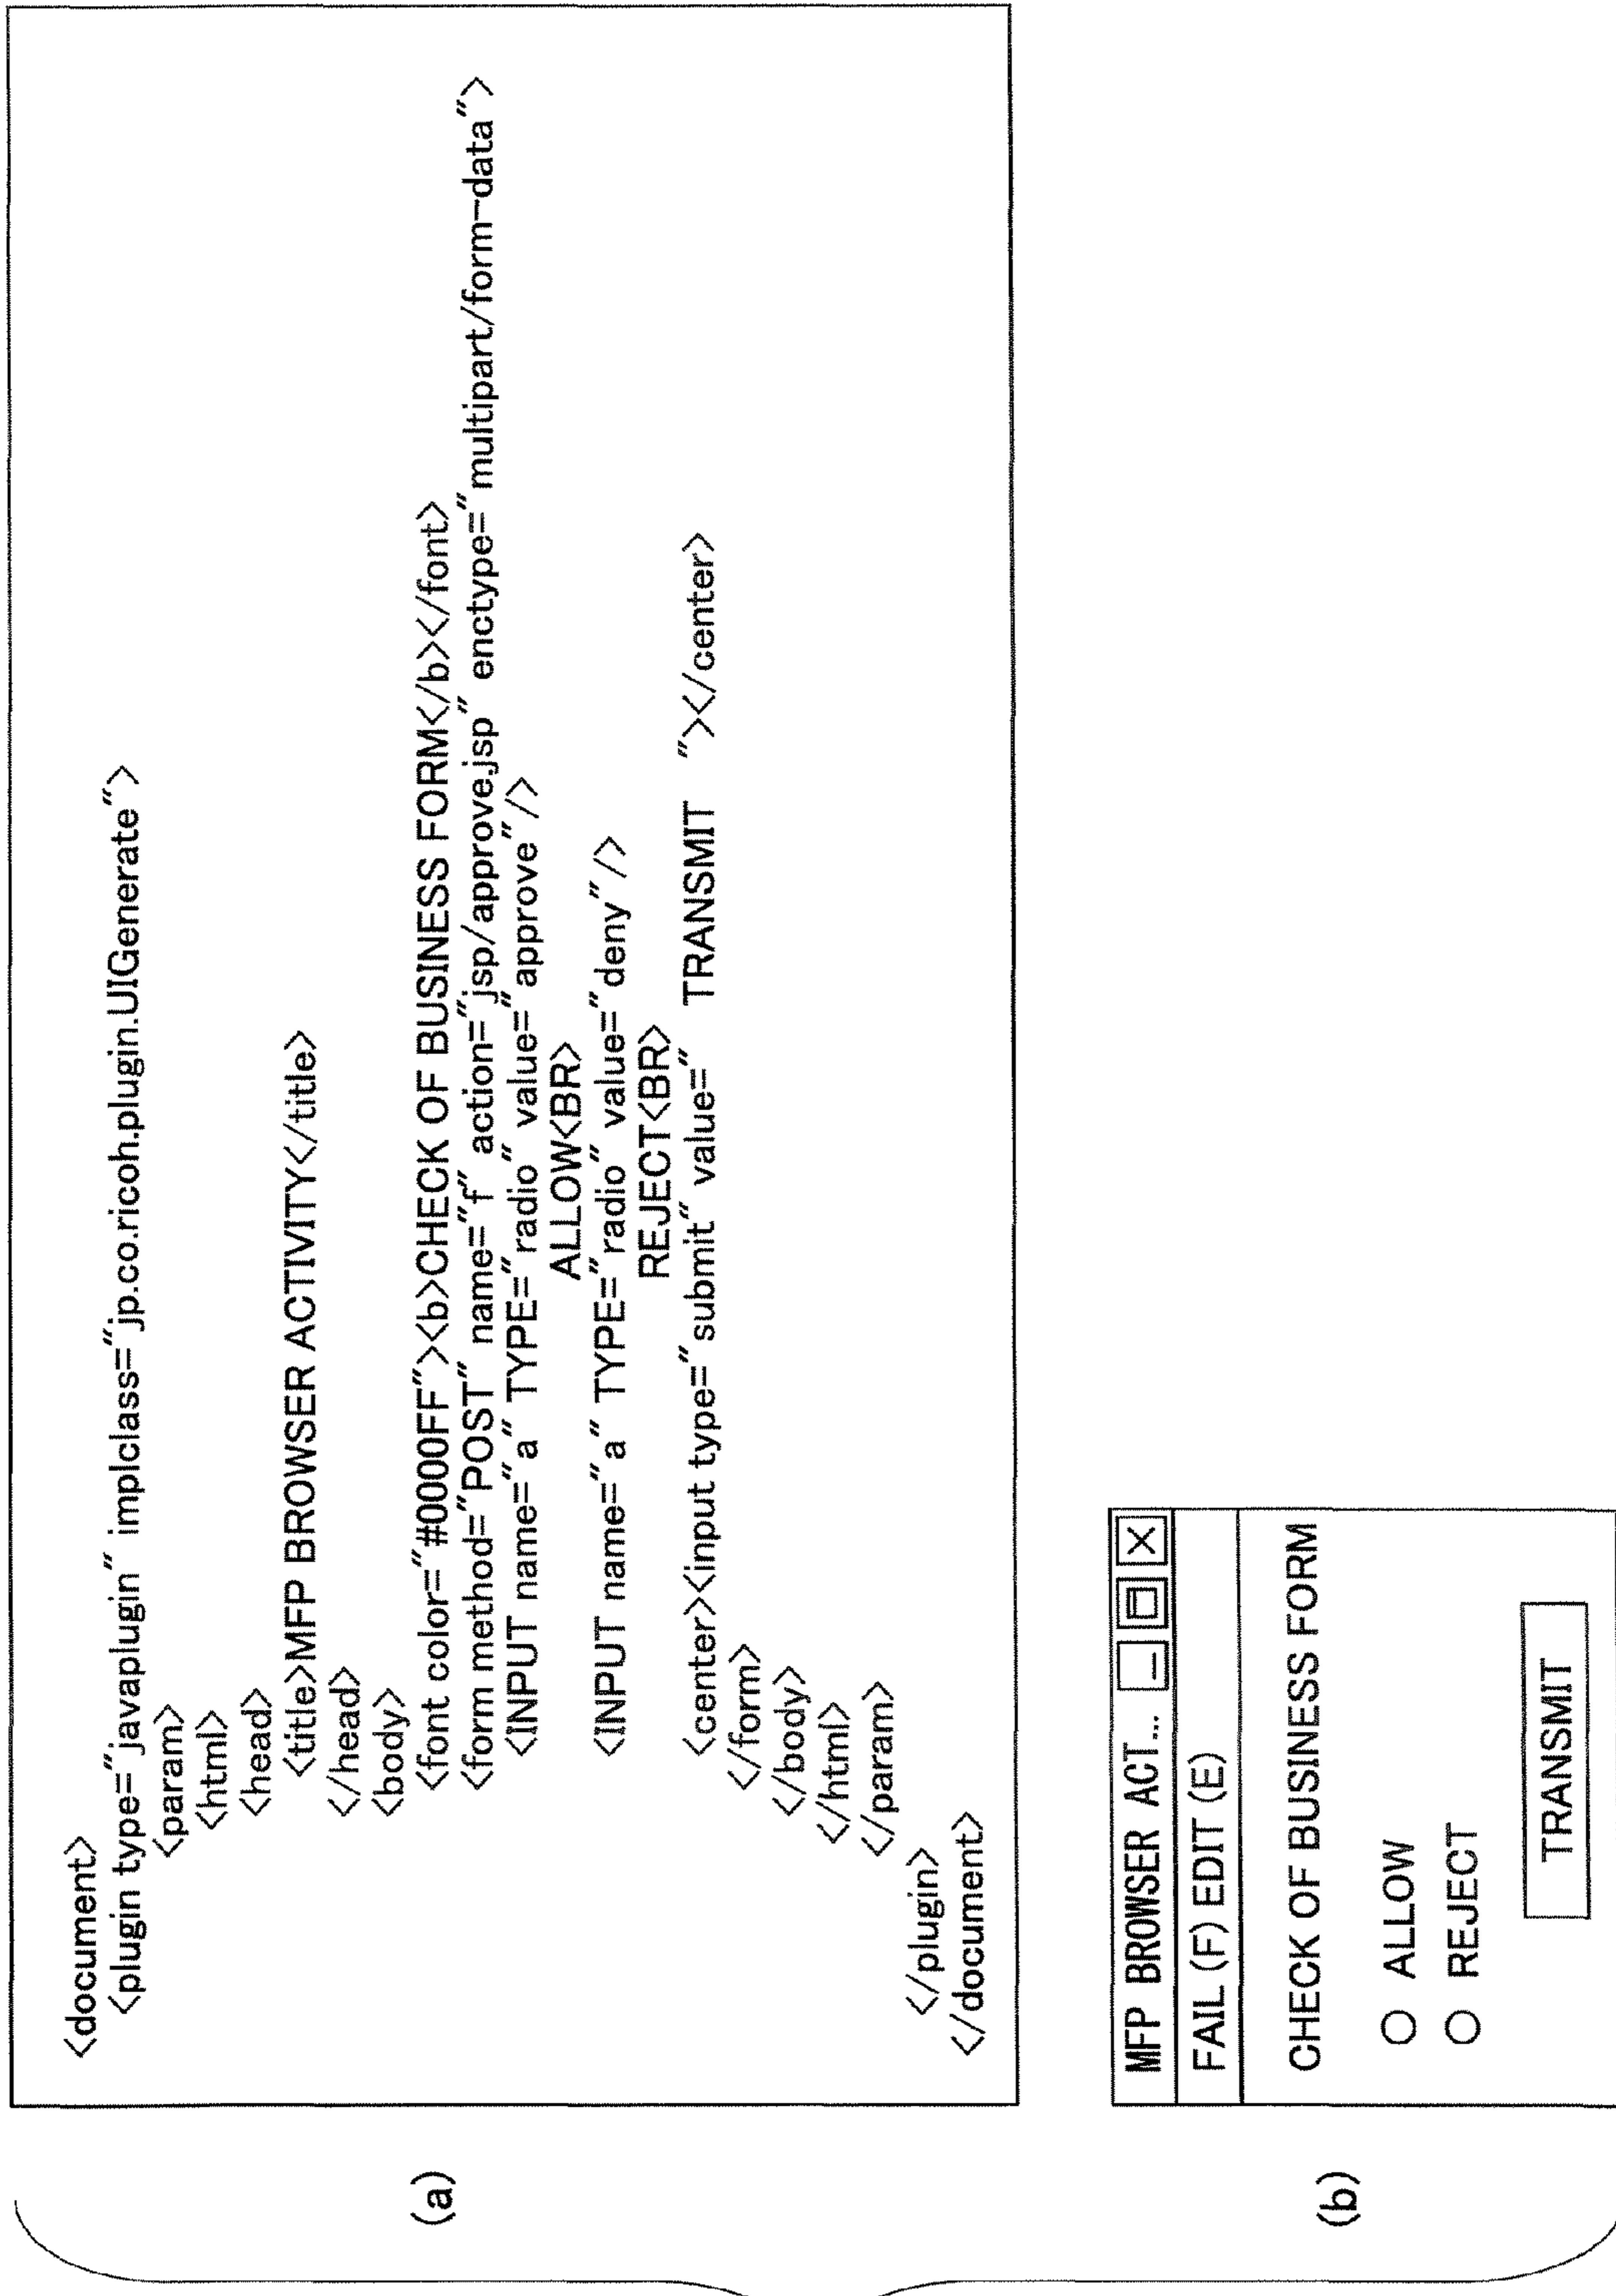 (a)
<document>
<plugin type="javaplugin" implclass="jp.co.ricoh.plugin.UIGenerate">
<param>
<html>
<head>
<title>MFP BROWSER ACTIVITY</title>
</head>
<body>
<font color="#0000FF"><b>CHECK OF BUSINESS FORM</b></font>
<form method="POST" name="f" action="jsp/approve.jsp" enctype="multipart/form-data">
<INPUT name="a" TYPE="radio" value="approve"/>
ALLOW<BR>
<INPUT name="a" TYPE="radio" value="deny"/>
REJECT<BR>
<center><input type="submit" value=" TRANSMIT "></center>
</form>
</body>
</html>
</param>
</plugin>
</document>
(b)
MFP BROWSER ACT...
FAIL (F) EDIT (E)
CHECK OF BUSINESS FORM
ALLOW
REJECT
TRANSMIT